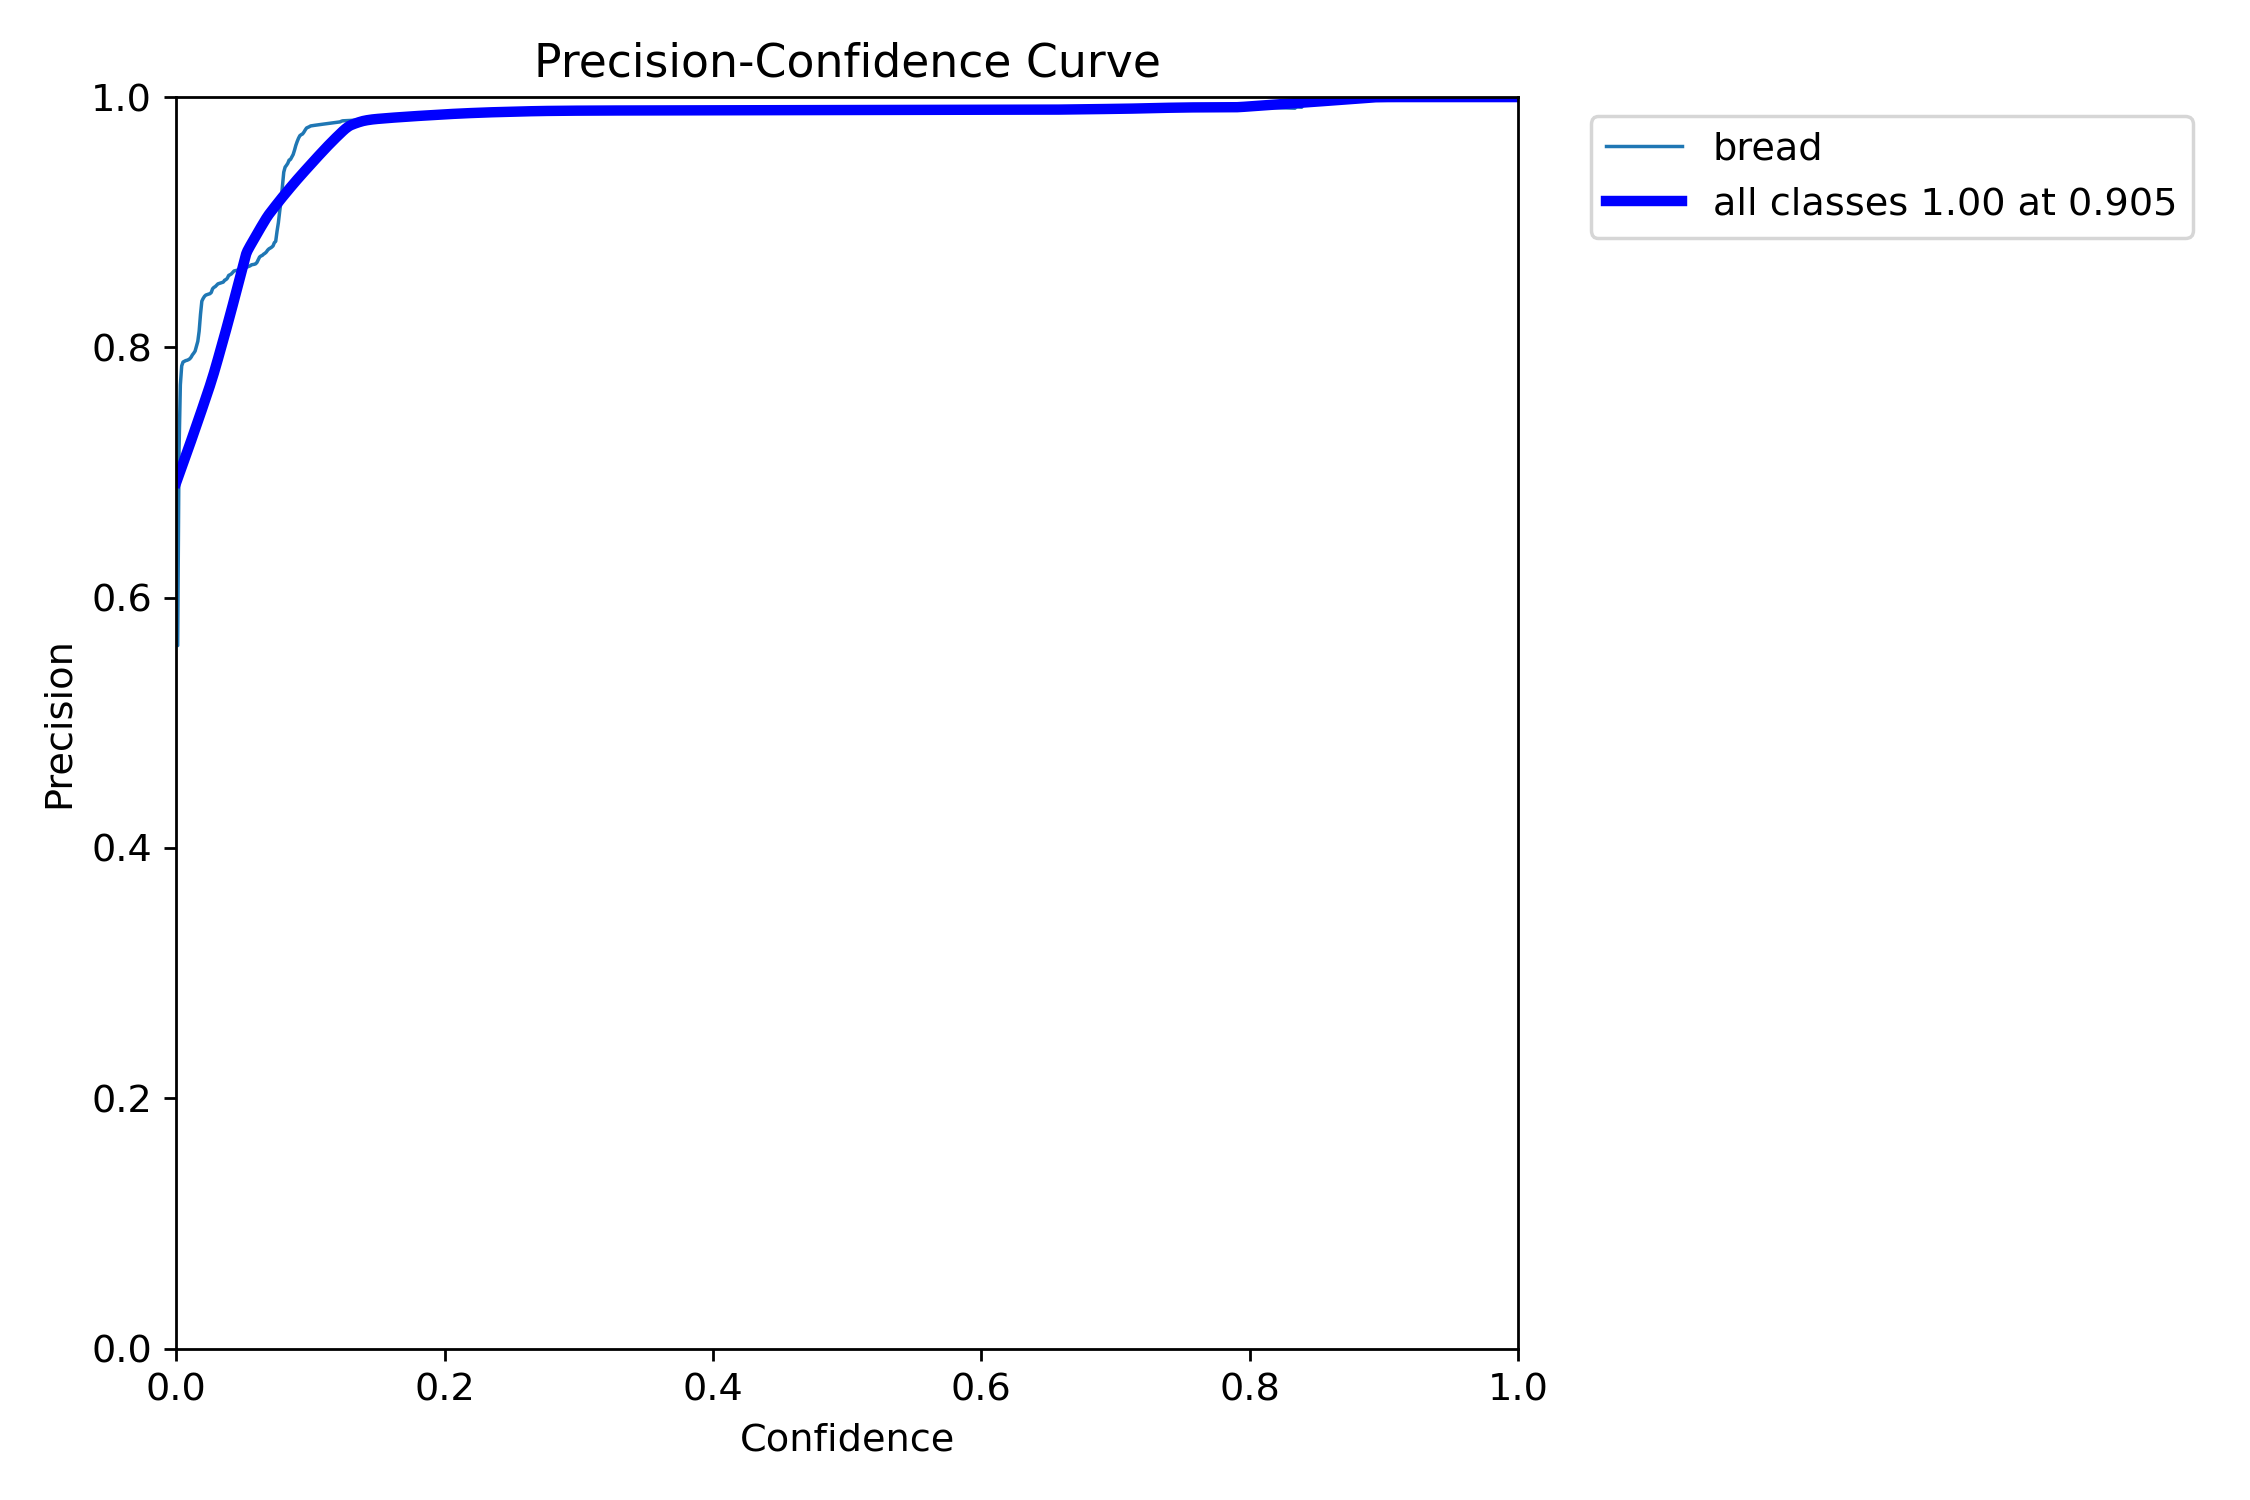 Precision-Confidence Curve
bread
all classes 1.00 at 0.905
Precision
1.0
0.8
0.6
0.4
0.2
0.0
0.0 0.2 0.4 0.6 0.8 1.0
Confidence